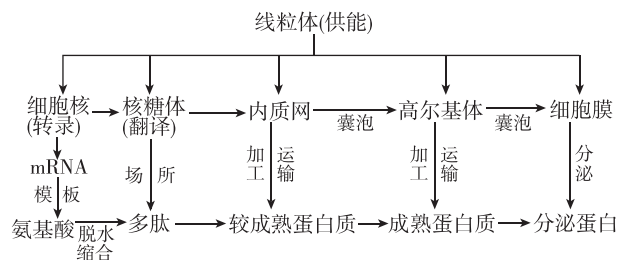 线粒体(供能)
细胞核 核糖体 内质网 高尔基体 细胞膜
(转录) (翻译) 囊泡 囊泡
mRNA 场所 加工 运输 加工 运输 分泌
模板
氨基酸 脱水 多肽 较成熟蛋白质 成熟蛋白质 分泌蛋白
缩合